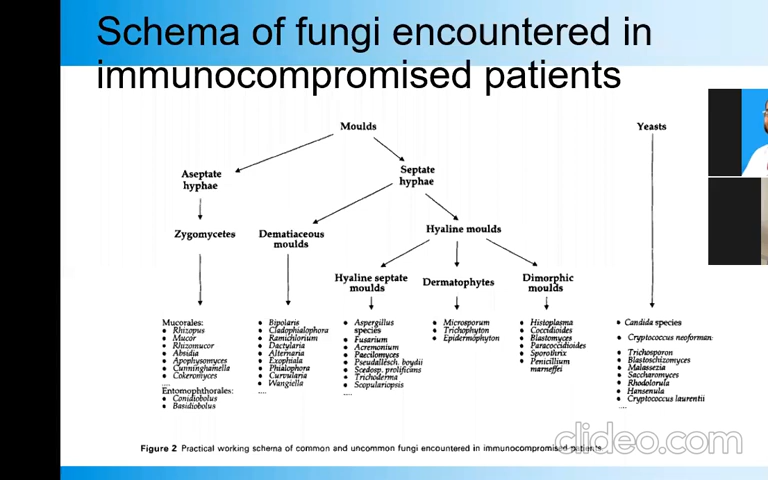 Schema of fungi encountered in
immunocompromised patients
Moulds
Yeasts
Aseptate
hyphae
Septate
hyphae
Zygomycetes
Dematiaceous
moulds
Hyaline moulds
Hyaline septate
moulds
Dermatophytes
Dimorphic
moulds
Mucorales:
• Rhizopus
• Mucor
• Rhizomucor
• Absidia
• Apophysomyces
• Cunninghamella
• Cokeromyces
....
Entomophthorales:
• Conidiobolus
• Basidiobolus
• Bipolaris
• Cladophialophora
• Ramichlorium
• Dactylaria
• Alternaria
• Exophiala
• Phialophora
• Curvularia
• Wangiella
....
• Aspergillus
species
• Fusarium
• Acremonium
• Paecilomyces
• Pseudallesch. boydii
• Scedosp. prolificans
• Trichoderma
• Scopulariopsis
....
• Microsporum
• Trichophyton
• Epidermophyton
• Histoplasma
• Coccidioides
• Blastomyces
• Paracoccidioides
• Sporothrix
• Penicillium
marneffei
• Candida species
• Cryptococcus neoforman
• Trichosporon
• Blastoschizomyces
• Malassezia
• Saccharomyces
• Rhodolorula
• Hansenula
• Cryptococcus laurentii
....
Figure 2 Practical working schema of common and uncommon fungi encountered in immunocompromised patients
clideo.com